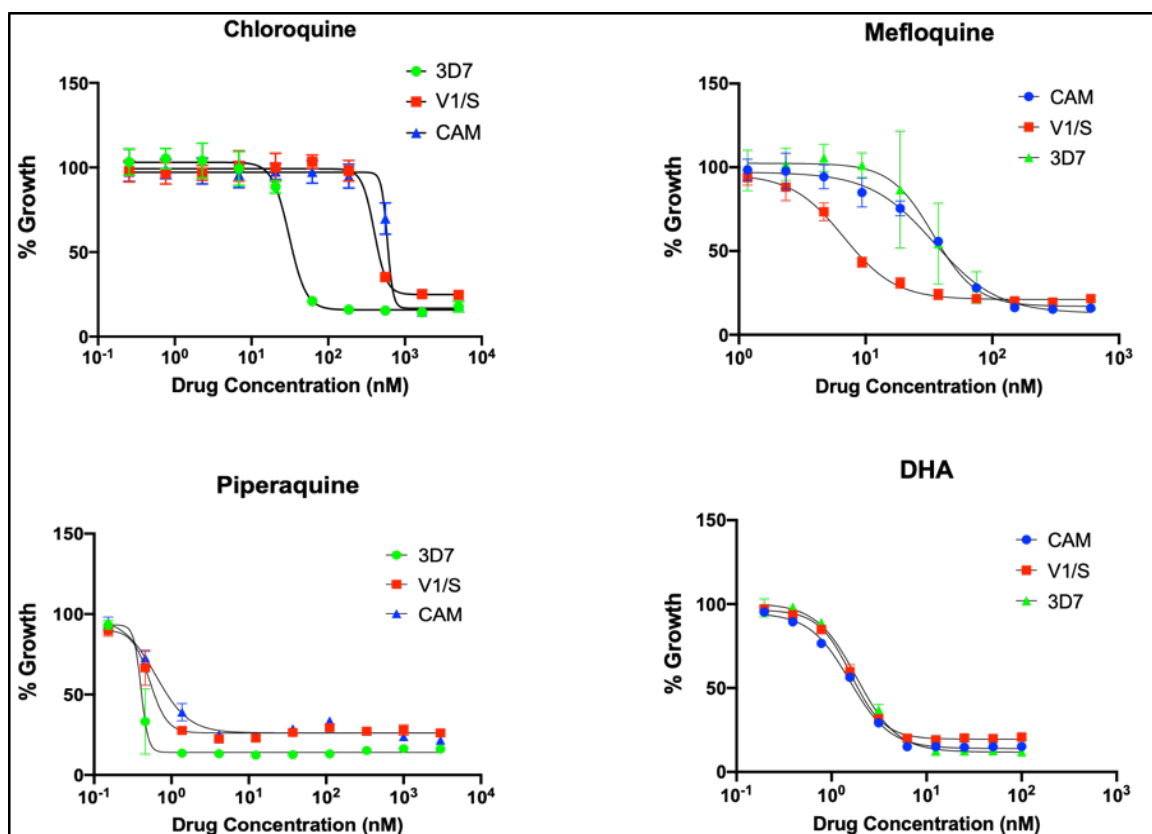 Chloroquine
3D7
V1/S
CAM
% Growth
150
100
50
0
10-1
100
101
102
103
104
Drug Concentration (nM)
Mefloquine
CAM
V1/S
3D7
% Growth
150
100
50
0
100
101
102
103
Drug Concentration (nM)
Piperaquine
3D7
V1/S
CAM
% Growth
150
100
50
0
10-1
100
101
102
103
104
Drug Concentration (nM)
DHA
CAM
V1/S
3D7
% Growth
150
100
50
0
10-1
100
101
102
103
Drug Concentration (nM)